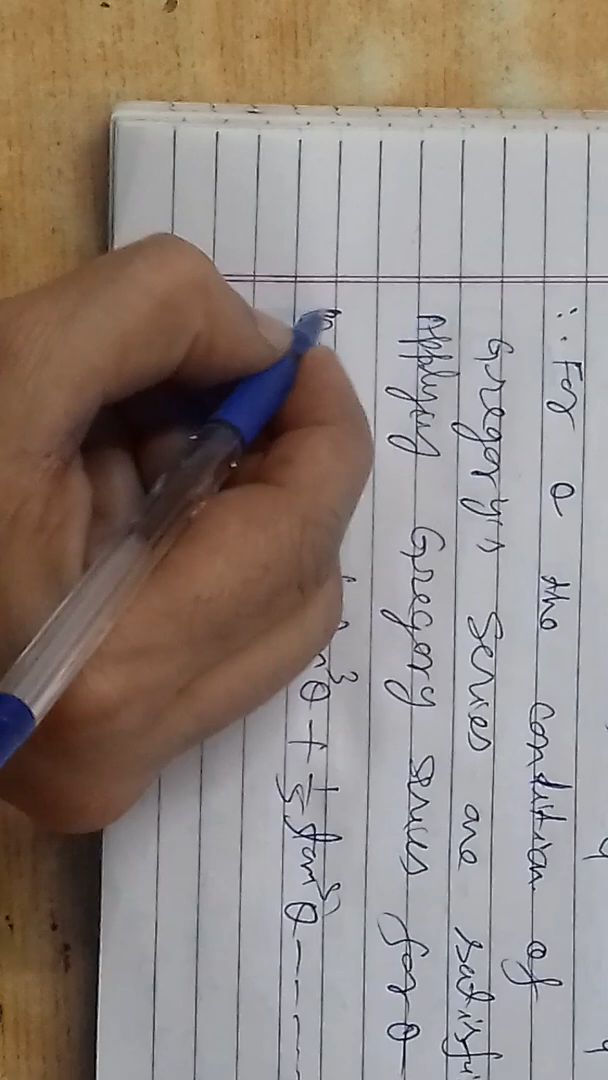 ∴ For θ the condition of
Gregory's Series are satisfi
Applying Gregory series for θ
θ + 1/5 tan⁵θ - - - -